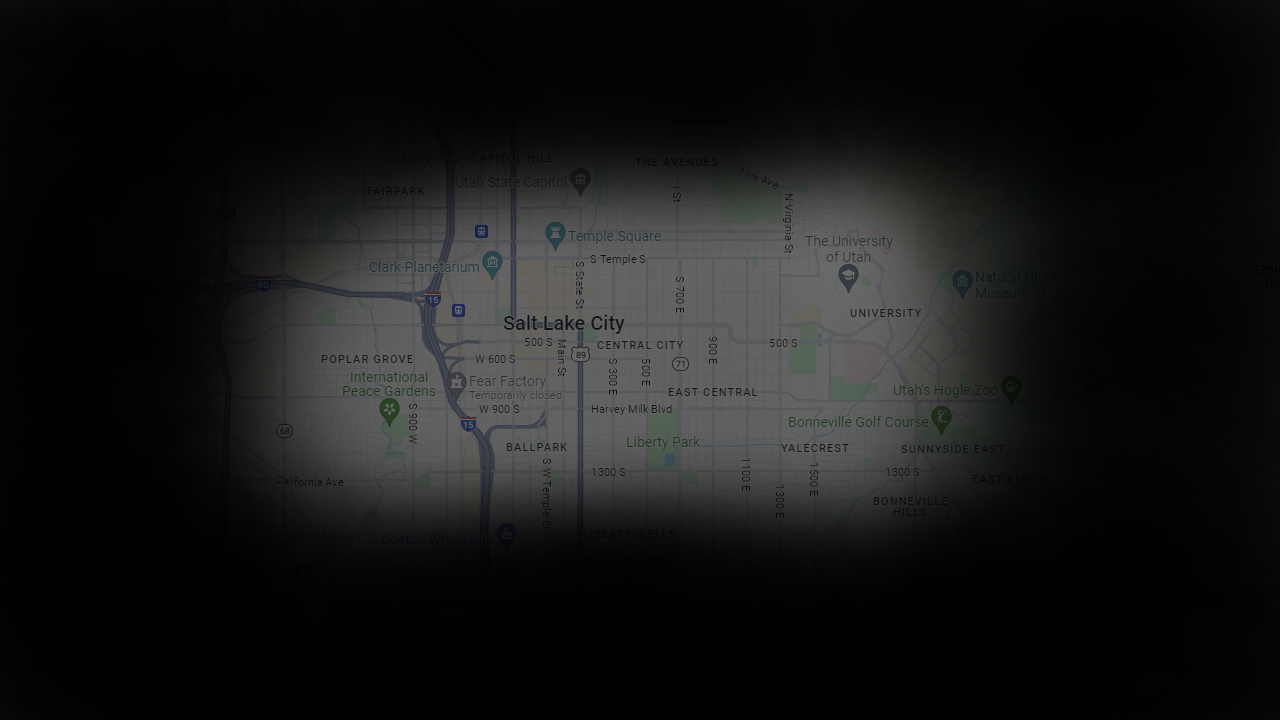 CAPITOL HILL
THE AVENUES
Utah State Capitol
11th Ave
FAIRPARK
I St
N Virginia St
Temple Square
The University
of Utah
S Temple S
Clark Planetarium
S State St
S 700 E
Natural Histo
Museum of U
80
15
UNIVERSITY
Salt Lake City
500 S
CENTRAL CITY
500 S
Main St
89
900 E
POPLAR GROVE
W 600 S
71
S 300 E
500 E
International
Peace Gardens
Fear Factory
Temporarily closed
EAST CENTRAL
Utah's Hogle Zoo
W 900 S
Harvey Milk Blvd
S 900 W
15
Bonneville Golf Course
68
Liberty Park
BALLPARK
YALECREST
SUNNYSIDE EAST
1300 S
1300 S
California Ave
S W Temple St
1100 E
1500 E
1300 E
EAST BENCH
BONNEVILLE
HILLS
Costco Wholesale
LIBERTY WELLS